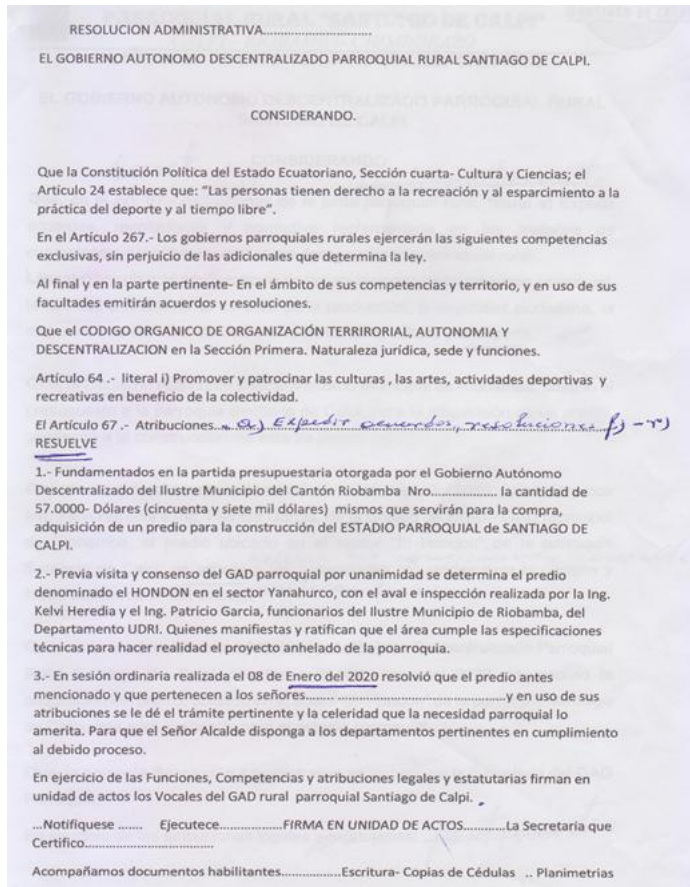 RESOLUCION ADMINISTRATIVA................................
EL GOBIERNO AUTONOMO DESCENTRALIZADO PARROQUIAL RURAL SANTIAGO DE CALPI.
CONSIDERANDO.
Que la Constitución Política del Estado Ecuatoriano, Sección cuarta- Cultura y Ciencias; el
Artículo 24 establece que: “Las personas tienen derecho a la recreación y al esparcimiento a la
práctica del deporte y al tiempo libre”.
En el Artículo 267.- Los gobiernos parroquiales rurales ejercerán las siguientes competencias
exclusivas, sin perjuicio de las adicionales que determina la ley.
Al final y en la parte pertinente- En el ámbito de sus competencias y territorio, y en uso de sus
facultades emitirán acuerdos y resoluciones.
Que el CODIGO ORGANICO DE ORGANIZACIÓN TERRIRORIAL, AUTONOMIA Y
DESCENTRALIZACION en la Sección Primera. Naturaleza jurídica, sede y funciones.
Artículo 64 .- literal i) Promover y patrocinar las culturas , las artes, actividades deportivas y
recreativas en beneficio de la colectividad.
El Artículo 67 .- Atribuciones.. a) Expedir acuerdos, resoluciones f) - r)
RESUELVE
1.- Fundamentados en la partida presupuestaria otorgada por el Gobierno Autónomo
Descentralizado del Ilustre Municipio del Cantón Riobamba Nro................... la cantidad de
57.0000- Dólares (cincuenta y siete mil dólares) mismos que servirán para la compra,
adquisición de un predio para la construcción del ESTADIO PARROQUIAL de SANTIAGO DE
CALPI.
2.- Previa visita y consenso del GAD parroquial por unanimidad se determina el predio
denominado el HONDON en el sector Yanahurco, con el aval e inspección realizada por la Ing.
Kelvi Heredia y el Ing. Patricio Garcia, funcionarios del Ilustre Municipio de Riobamba, del
Departamento UDRI. Quienes manifiestas y ratifican que el área cumple las especificaciones
técnicas para hacer realidad el proyecto anhelado de la poarroquia.
3.- En sesión ordinaria realizada el 08 de Enero del 2020 resolvió que el predio antes
mencionado y que pertenecen a los señores........ ..................................................y en uso de sus
atribuciones se le dé el trámite pertinente y la celeridad que la necesidad parroquial lo
amerita. Para que el Señor Alcalde disponga a los departamentos pertinentes en cumplimiento
al debido proceso.
En ejercicio de las Funciones, Competencias y atribuciones legales y estatutarias firman en
unidad de actos los Vocales del GAD rural parroquial Santiago de Calpi.
...Notifíquese ....... Ejecutece...................FIRMA EN UNIDAD DE ACTOS............La Secretaria que
Certifico...................................
Acompañamos documentos habilitantes................Escritura- Copias de Cédulas .. Planimetrias